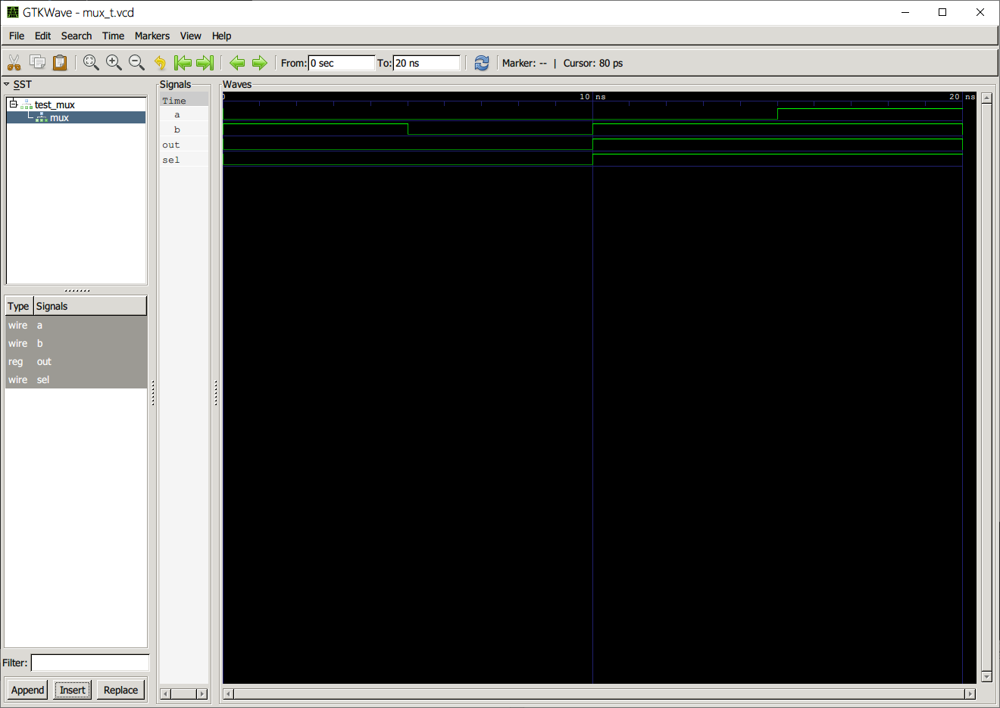 GTKWave - mux_t.vcd
File Edit Search Time Markers View Help
From: 0 sec To: 20 ns Marker: -- | Cursor: 80 ps
SST
test_mux
mux
Type Signals
wire a
wire b
reg out
wire sel
Filter:
Append Insert Replace
Signals
Time
a
b
out
sel
Waves
0 10 ns 20 ns